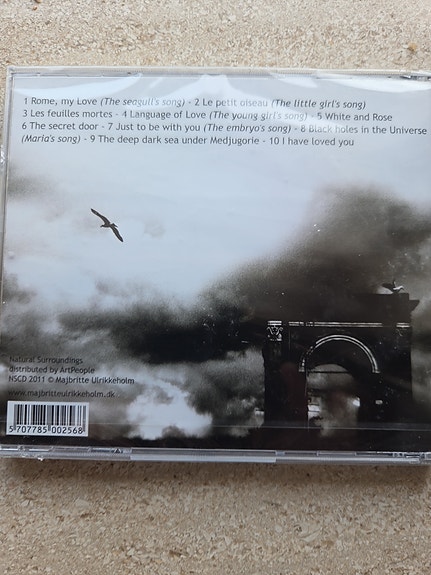 1 Rome, my Love (The seagull's song) - 2 Le petit oiseau (The little girl's song)
3 Les feuilles mortes - 4 Language of Love (The young girl's song) - 5 White and Rose
6 The secret door - 7 Just to be with you (The embryo's song) - 8 Black holes in the Universe
(Maria's song) - 9 The deep dark sea under Medjugorie - 10 I have loved you
Natural Surroundings
distributed by ArtPeople
NSCD 2011 © Majbritte Ulrikkeholm
www.majbritteulrikkeholm.dk
5 707785 002568